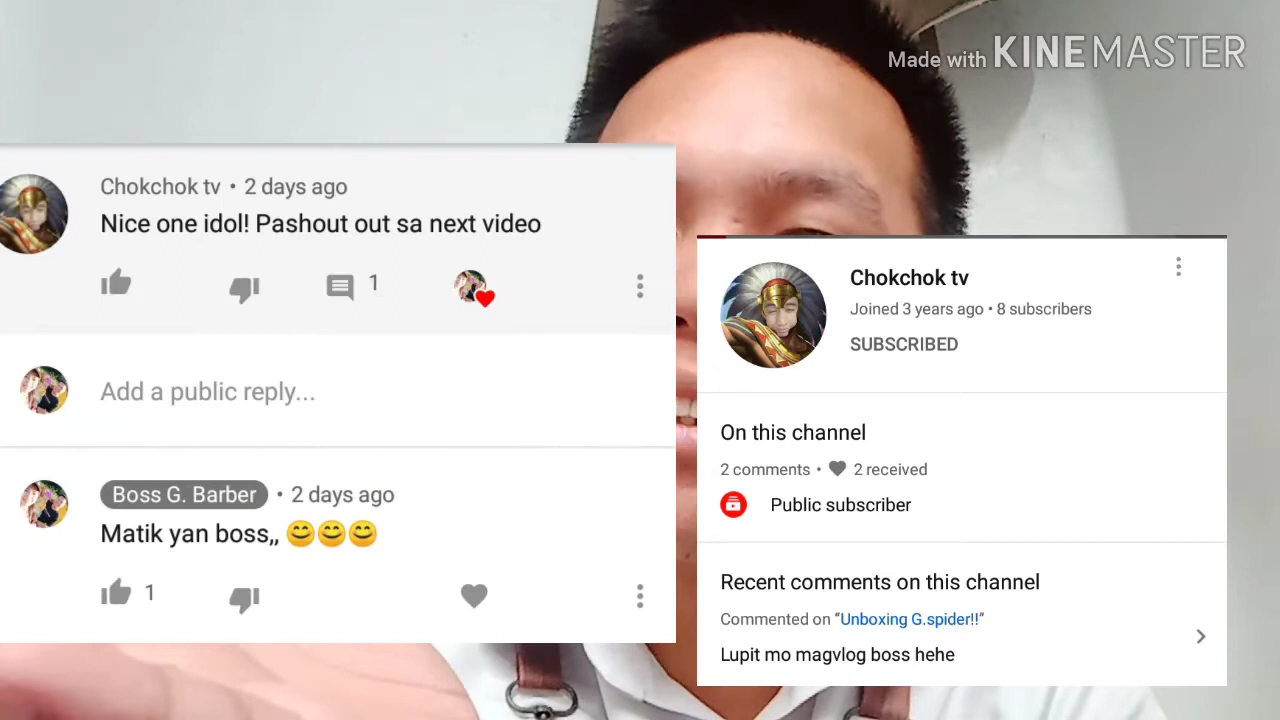 Made with KINEMASTER
Chokchok tv • 2 days ago
Nice one idol! Pashout out sa next video
1
Add a public reply...
Boss G. Barber • 2 days ago
Matik yan boss,, 😊😊😊
1
Chokchok tv
Joined 3 years ago • 8 subscribers
SUBSCRIBED
On this channel
2 comments • 2 received
Public subscriber
Recent comments on this channel
Commented on “Unboxing G.spider!!”
Lupit mo magvlog boss hehe